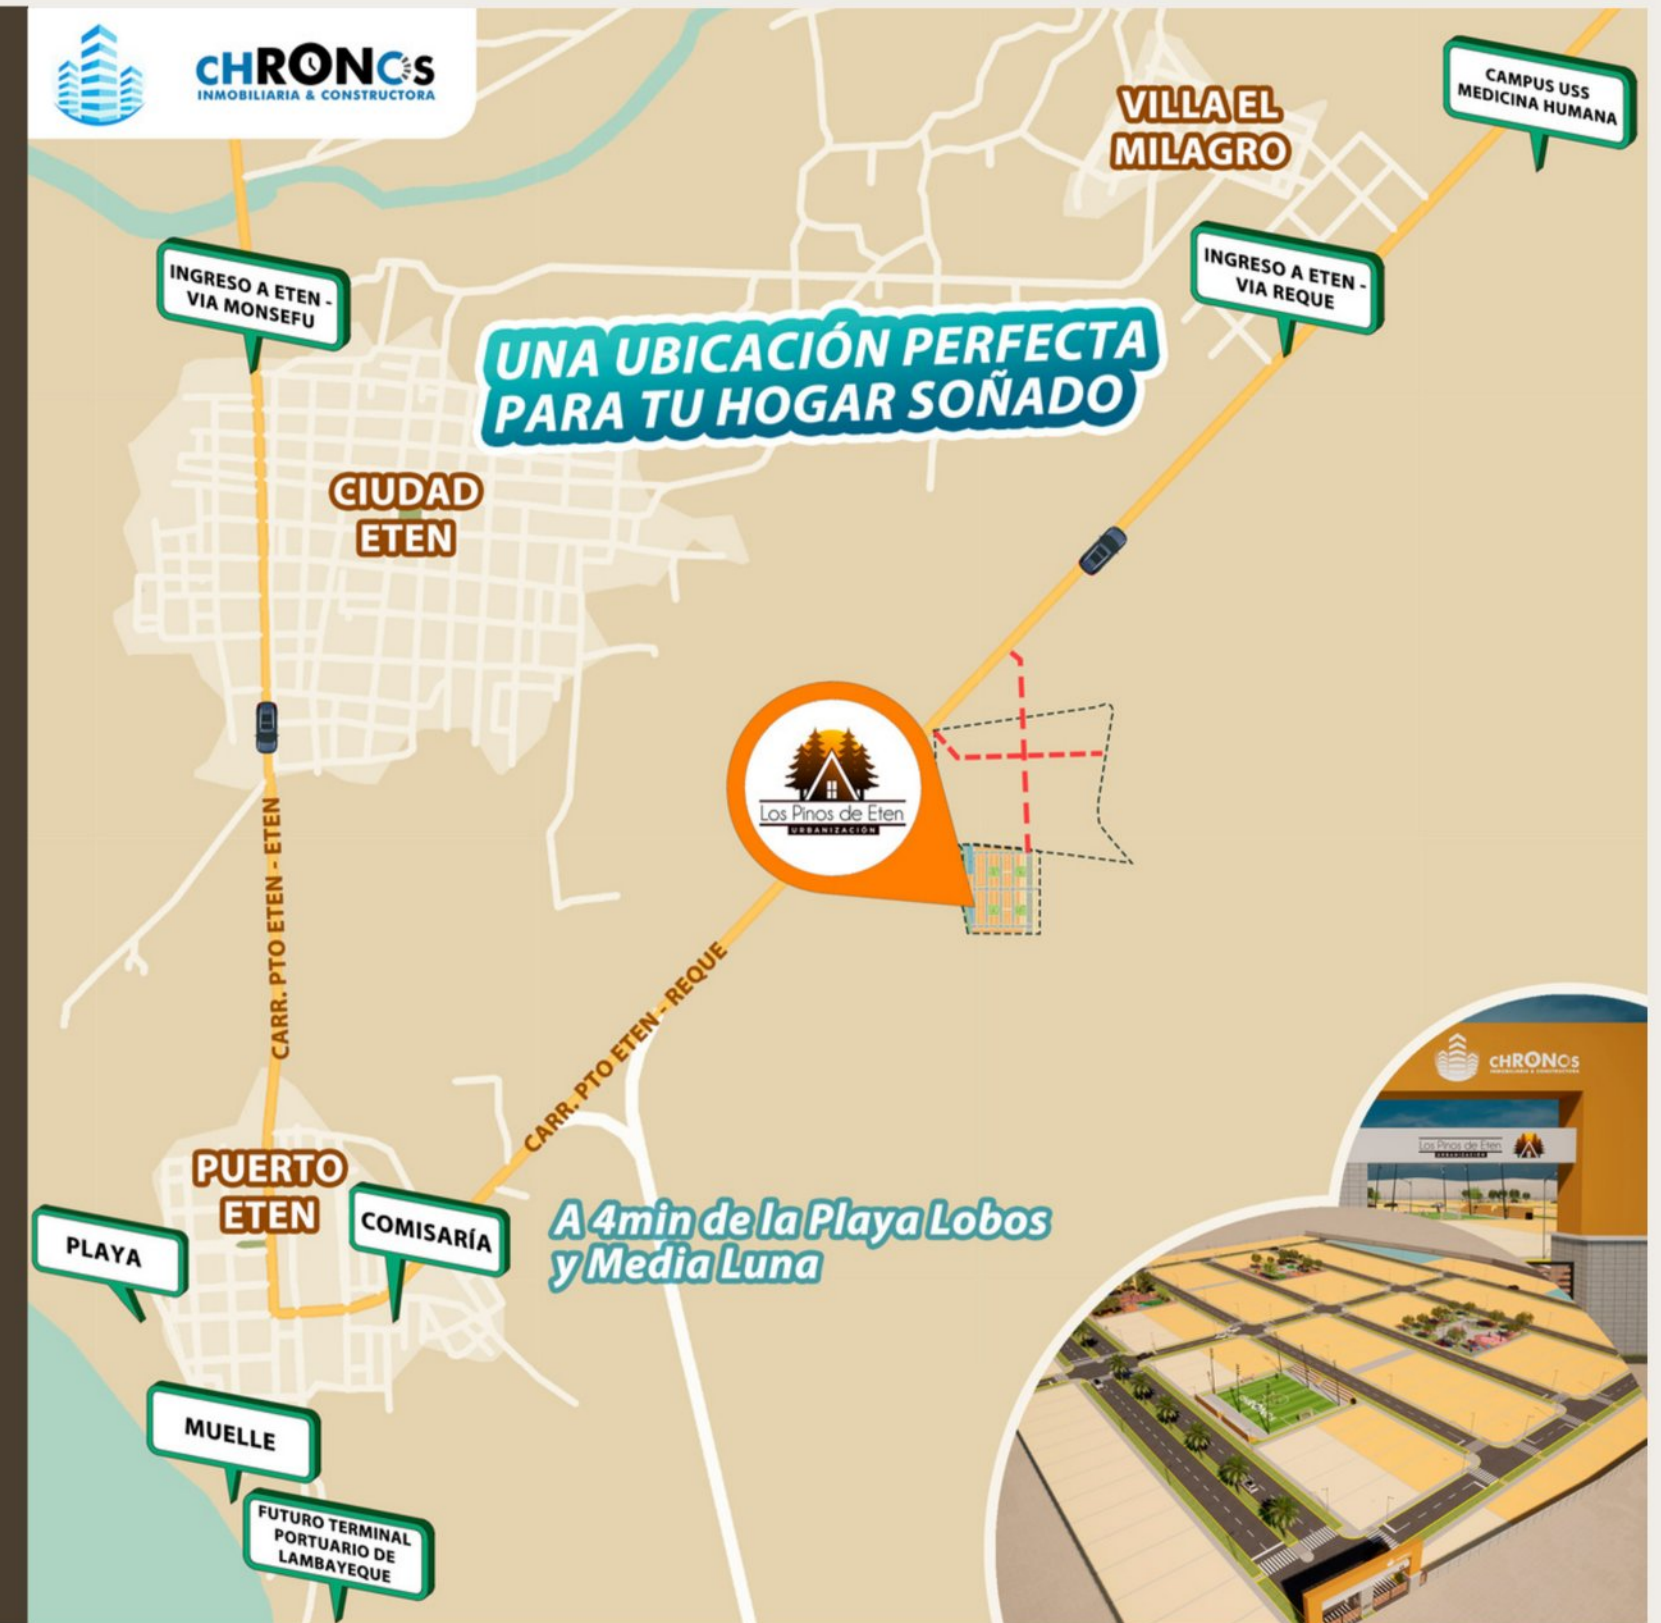 CHRONOS
INMOBILIARIA & CONSTRUCTORA
CAMPUS USS
MEDICINA HUMANA
VILLA EL
MILAGRO
INGRESO A ETEN -
VIA MONSEFU
INGRESO A ETEN -
VIA REQUE
UNA UBICACIÓN PERFECTA
PARA TU HOGAR SOÑADO
CIUDAD
ETEN
Los Pinos de Eten
URBANIZACIÓN
CARR. PTO ETEN - ETEN
CARR. PTO ETEN - REQUE
CHRONOS
INMOBILIARIA & CONSTRUCTORA
Los Pinos de Eten
URBANIZACIÓN
PUERTO
ETEN
COMISARÍA
PLAYA
A 4min de la Playa Lobos
y Media Luna
MUELLE
FUTURO TERMINAL
PORTUARIO DE
LAMBAYEQUE